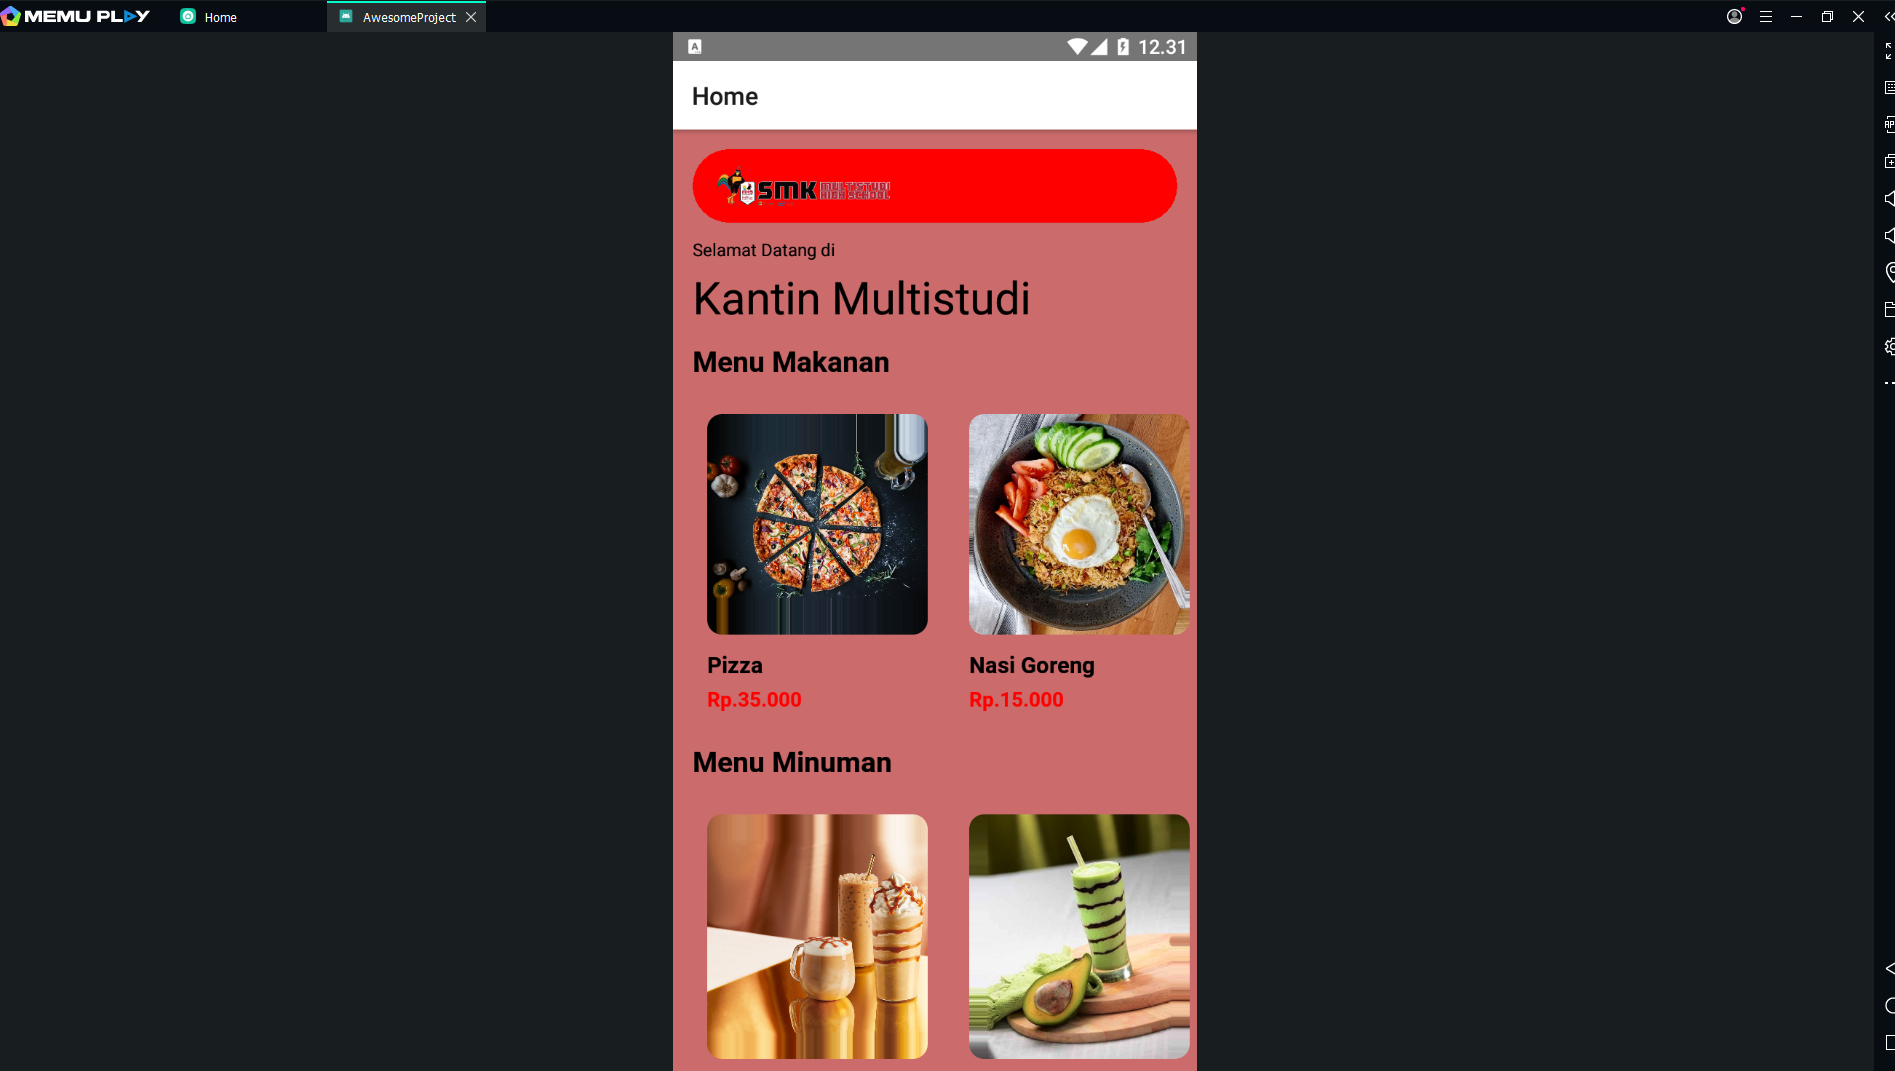 MEMU PLAY
Home
AwesomeProject
A
12.31
Home
SMK MULTISTUDI
HIGH SCHOOL
Selamat Datang di
Kantin Multistudi
Menu Makanan
Pizza
Nasi Goreng
Rp.35.000
Rp.15.000
Menu Minuman